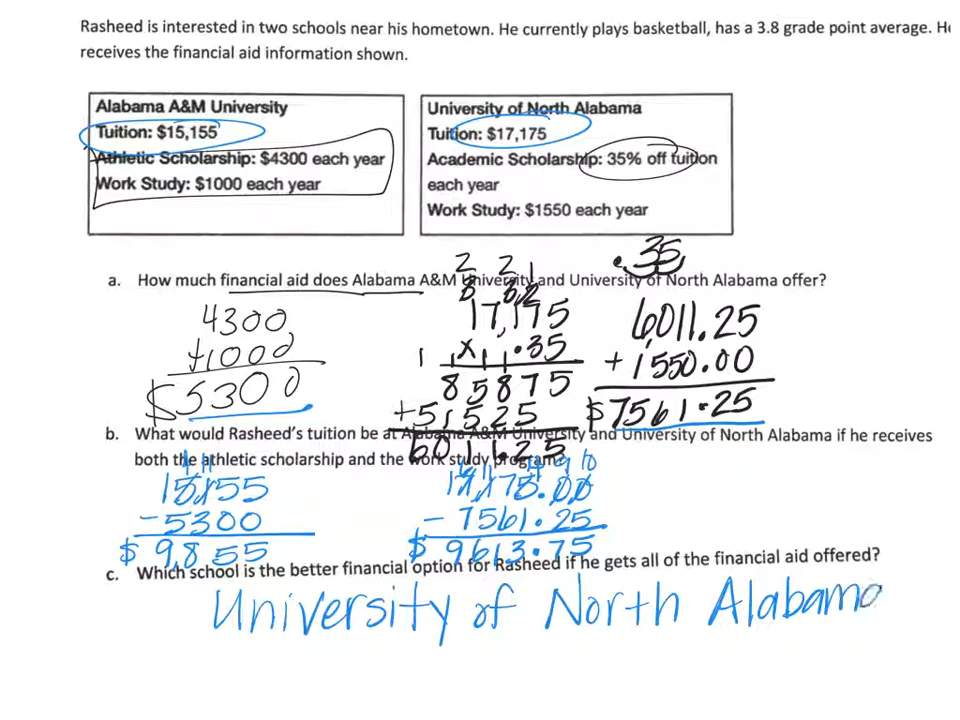 Rasheed is interested in two schools near his hometown. He currently plays basketball, has a 3.8 grade point average. He
receives the financial aid information shown.
Alabama A&M University
Tuition: $15,155
Athletic Scholarship: $4300 each year
Work Study: $1000 each year
University of North Alabama
Tuition: $17,175
Academic Scholarship: 35% off tuition
each year
Work Study: $1550 each year
.35
a. How much financial aid does Alabama A&M University and University of North Alabama offer?
4300
+1000
$5300
17,175
x .35
85875
+51525
6011.25
6,011.25
+ 1550.00
$7561.25
b. What would Rasheed's tuition be at Alabama A&M University and University of North Alabama if he receives
both the athletic scholarship and the work study programs?
15155
-5300
$ 9,855
17,175.00
- 7561.25
$ 9613.75
c. Which school is the better financial option for Rasheed if he gets all of the financial aid offered?
University of North Alabama